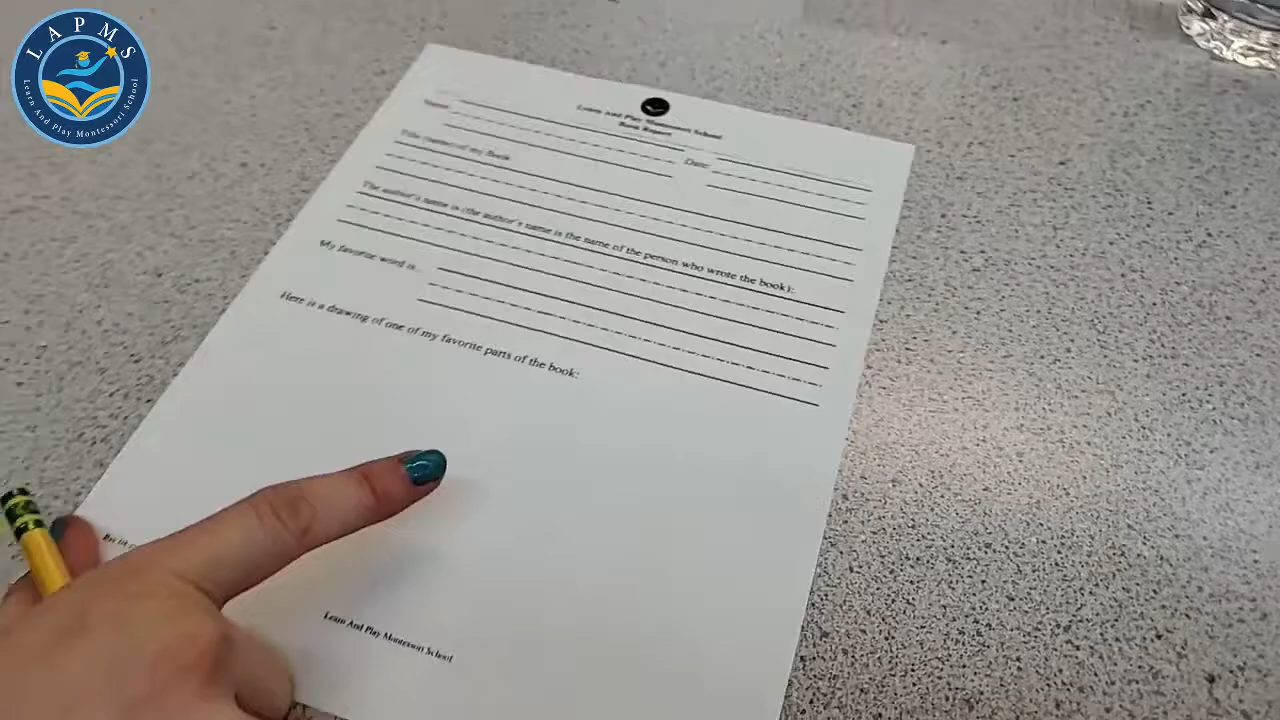 LAPMS
Learn And Play Montessori School
Learn And Play Montessori School
Book Report
Name:
Date:
Title (name) of my Book
The author's name is (the author's name is the name of the person who wrote the book):
My favorite word is
Here is a drawing of one of my favorite parts of the book:
Learn And Play Montessori School